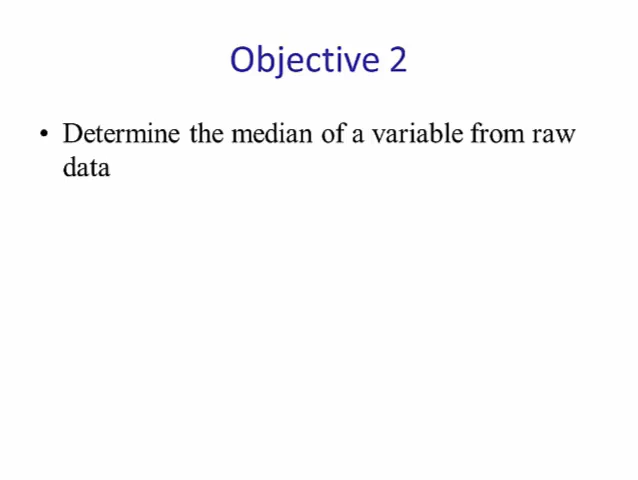 Objective 2
• Determine the median of a variable from raw
data